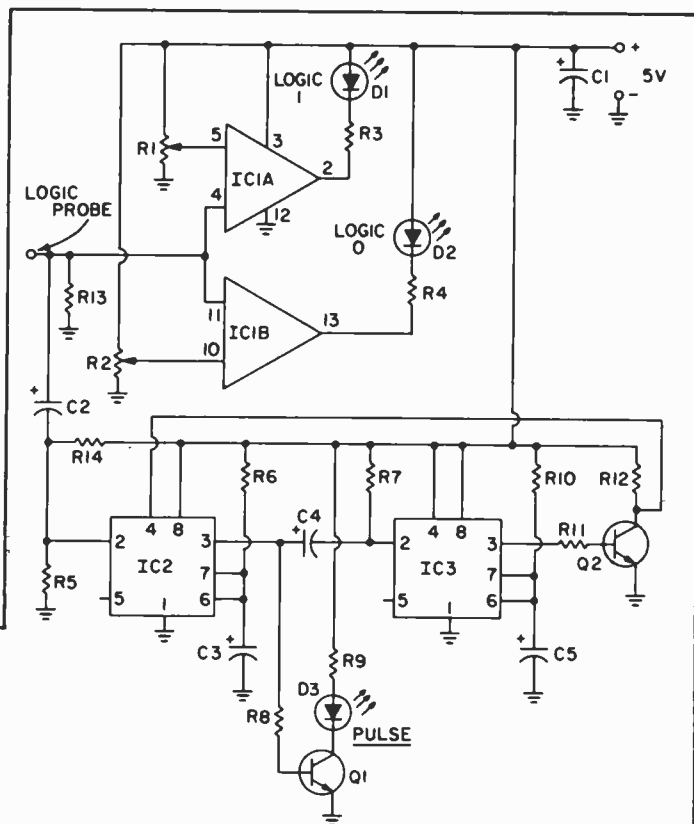 LOGIC
1
D1
+
C1
+
5V
-
R3
R1
5
3
4
IC1A
2
12
LOGIC
PROBE
LOGIC
0
D2
R13
R4
11
IC1B
13
R2
10
+
C2
R14
R6
R7
R10
R12
4
8
C4
+
4
8
R11
2
3
2
3
Q2
IC2
7
IC3
7
R5
5
1
6
5
1
6
+
C3
R9
+
C5
R8
D3
PULSE
Q1